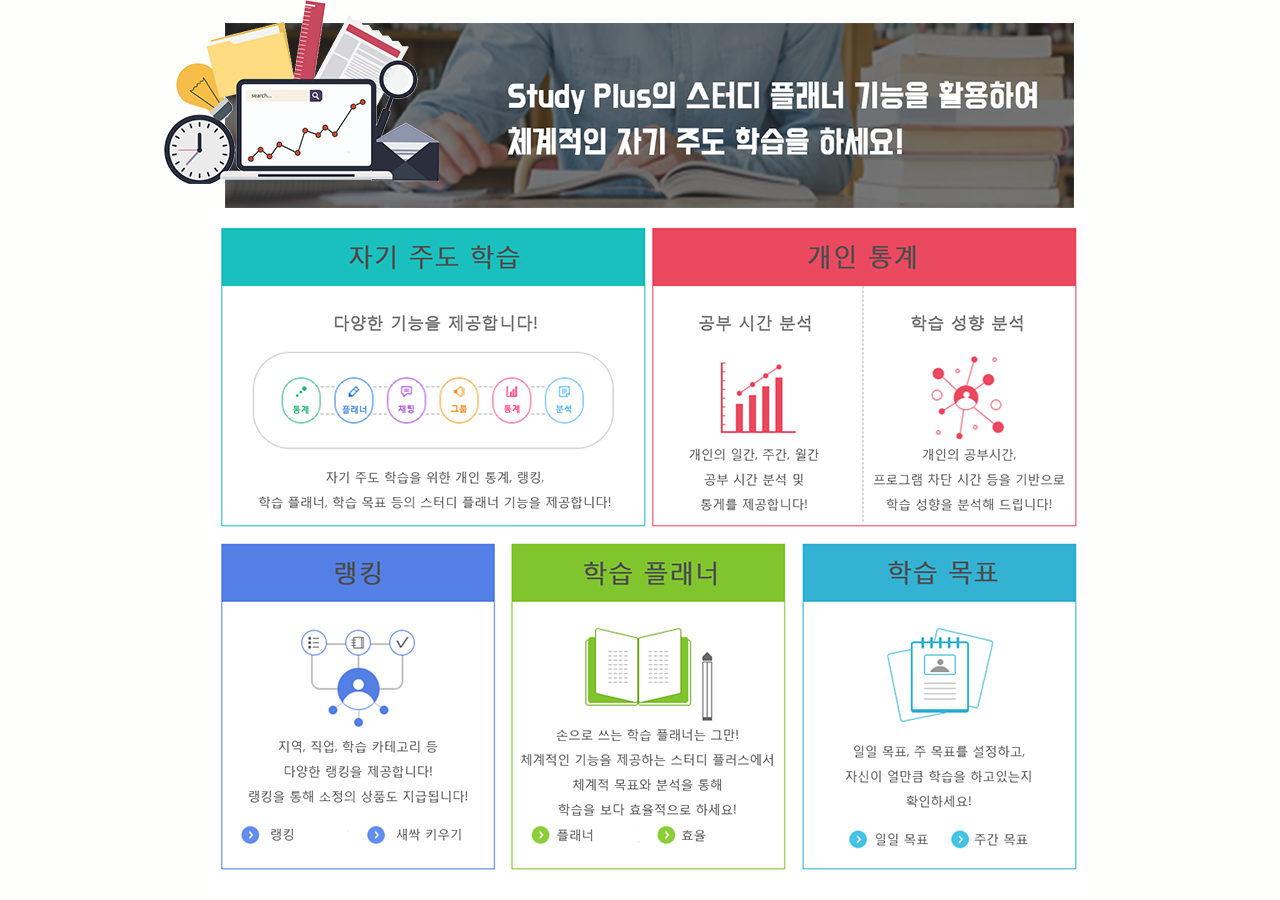 search...
Study Plus의 스터디 플래너 기능을 활용하여
체계적인 자기 주도 학습을 하세요!
자기 주도 학습
다양한 기능을 제공합니다!
통계
플래너
채팅
그룹
통계
분석
자기 주도 학습을 위한 개인 통계, 랭킹,
학습 플래너, 학습 목표 등의 스터디 플래너 기능을 제공합니다!
개인 통계
공부 시간 분석
개인의 일간, 주간, 월간
공부 시간 분석 및
통게를 제공합니다!
학습 성향 분석
개인의 공부시간,
프로그램 차단 시간 등을 기반으로
학습 성향을 분석해 드립니다!
랭킹
지역, 직업, 학습 카테고리 등
다양한 랭킹을 제공합니다!
랭킹을 통해 소정의 상품도 지급됩니다!
랭킹
새싹 키우기
학습 플래너
손으로 쓰는 학습 플래너는 그만!
체계적인 기능을 제공하는 스터디 플러스에서
체계적 목표와 분석을 통해
학습을 보다 효율적으로 하세요!
플래너
효율
학습 목표
일일 목표, 주 목표를 설정하고,
자신이 얼만큼 학습을 하고있는지
확인하세요!
일일 목표
주간 목표